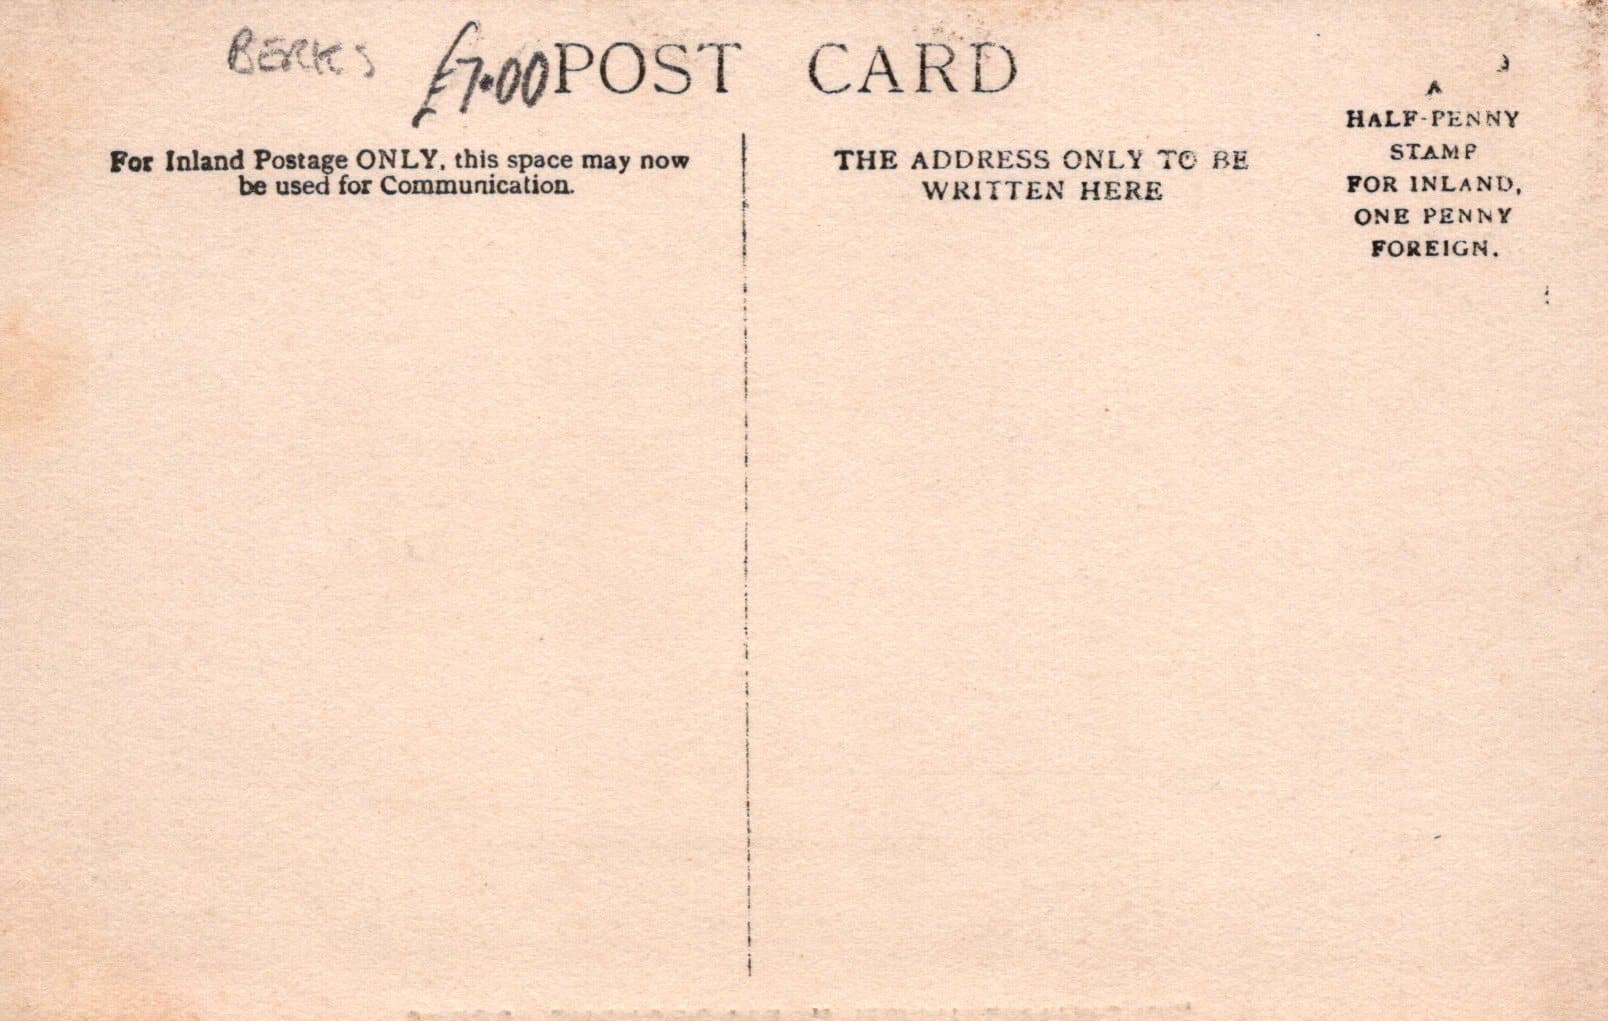 BERKS £7.00 POST CARD
For Inland Postage ONLY, this space may now
be used for Communication.
THE ADDRESS ONLY TO BE
WRITTEN HERE
A
HALF-PENNY
STAMP
FOR INLAND,
ONE PENNY
FOREIGN.